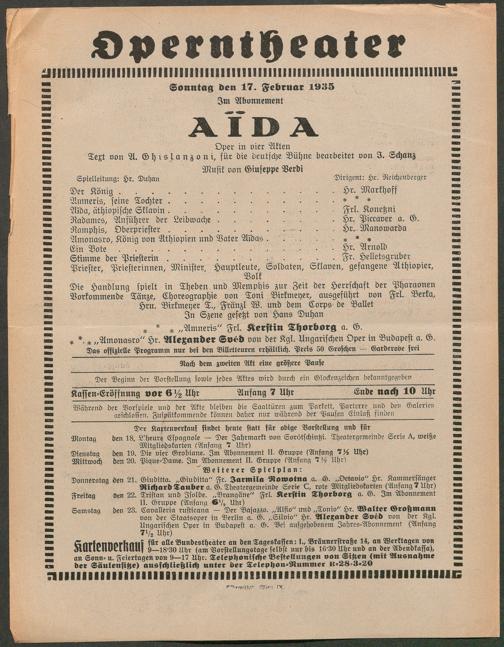 Operntheater
Sonntag den 17. Februar 1935
Im Abonnement
AÏDA
Oper in vier Akten
Text von A. Ghislanzoni, für die deutsche Bühne bearbeitet von J. Schanz
Musik von Giuseppe Verdi
Spielleitung: Hr. Duhan Dirigent: Hr. Reichenberger
Der König . . . Hr. Markhoff
Amneris, seine Tochter . . . * * *
Aïda, äthiopische Sklavin . . . Frl. Konetzni
Radames, Anführer der Leibwache . . . Hr. Piccaver a. G.
Ramphis, Oberpriester . . . Hr. Manowarda
Amonasro, König von Äthiopien und Vater Aïdas . . . * * *
Ein Bote . . . Hr. Arnold
Stimme der Priesterin . . . Fr. Helletsgruber
Priester, Priesterinnen, Minister, Hauptleute, Soldaten, Sklaven, gefangene Äthiopier,
Volk
Die Handlung spielt in Theben und Memphis zur Zeit der Herrschaft der Pharaonen
Vorkommende Tänze, Choreographie von Toni Birkmeyer, ausgeführt von Frl. Berka,
Hrn. Birkmeyer T., Fränzl W. und dem Corps de Ballet
In Szene gesetzt von Hans Duhan
* * * „Amneris" Frl. Kerstin Thorborg a. G.
* * * „Amonasro" Hr. Alexander Svéd von der Kgl. Ungarischen Oper in Budapest a. G.
Das offizielle Programm nur bei den Billetteuren erhältlich. Preis 50 Groschen — Garderobe frei
Nach dem zweiten Akt eine größere Pause
Der Beginn der Vorstellung sowie jedes Aktes wird durch ein Glockenzeichen bekanntgegeben
Kassen-Eröffnung vor 6½ Uhr Anfang 7 Uhr Ende nach 10 Uhr
Während der Vorspiele und der Akte bleiben die Saaltüren zum Parkett, Parterre und den Galerien
geschlossen. Zuspätkommende können daher nur während der Pausen Einlaß finden
Der Kartenverkauf findet heute statt für obige Vorstellung und für
Montag den 18. L'heure Espagnole — Der Jahrmarkt von Sorotschintzi. Theatergemeinde Serie A, weiße
Mitgliedskarten (Anfang 7 Uhr)
Dienstag den 19. Die vier Grobiane. Im Abonnement II. Gruppe (Anfang 7½ Uhr)
Mittwoch den 20. Pique-Dame. Im Abonnement II. Gruppe (Anfang 7½ Uhr)
Weiterer Spielplan:
Donnerstag den 21. Giuditta. „Giuditta" Fr. Jarmila Novotna a. G., „Octavio" Hr. Kammersänger
Richard Tauber a. G. Theatergemeinde Serie C, rote Mitgliedskarten (Anfang 7 Uhr)
Freitag den 22. Tristan und Isolde. „Brangäne" Frl. Kerstin Thorborg a. G. Im Abonnement
II. Gruppe (Anfang 6½ Uhr)
Samstag den 23. Cavalleria rusticana — Der Bajazzo. „Alfio" und „Tonio" Hr. Walter Großmann
von der Staatsoper in Berlin a. G., „Silvio" Hr. Alexander Svéd von der Kgl.
Ungarischen Oper in Budapest a. G. Bei aufgehobenem Jahres-Abonnement (Anfang
7½ Uhr)
Kartenverkauf für alle Bundestheater an den Tageskassen: I., Bräunerstraße 14, an Werktagen von
9—18·30 Uhr (am Vorstellungstage selbst nur bis 16·30 Uhr und an der Abendkassa),
an Sonn- u. Feiertagen von 9—17 Uhr. Telephonische Bestellungen von Sitzen (mit Ausnahme
der Säulensitze) ausschließlich unter der Telephon-Nummer R-28-3-20